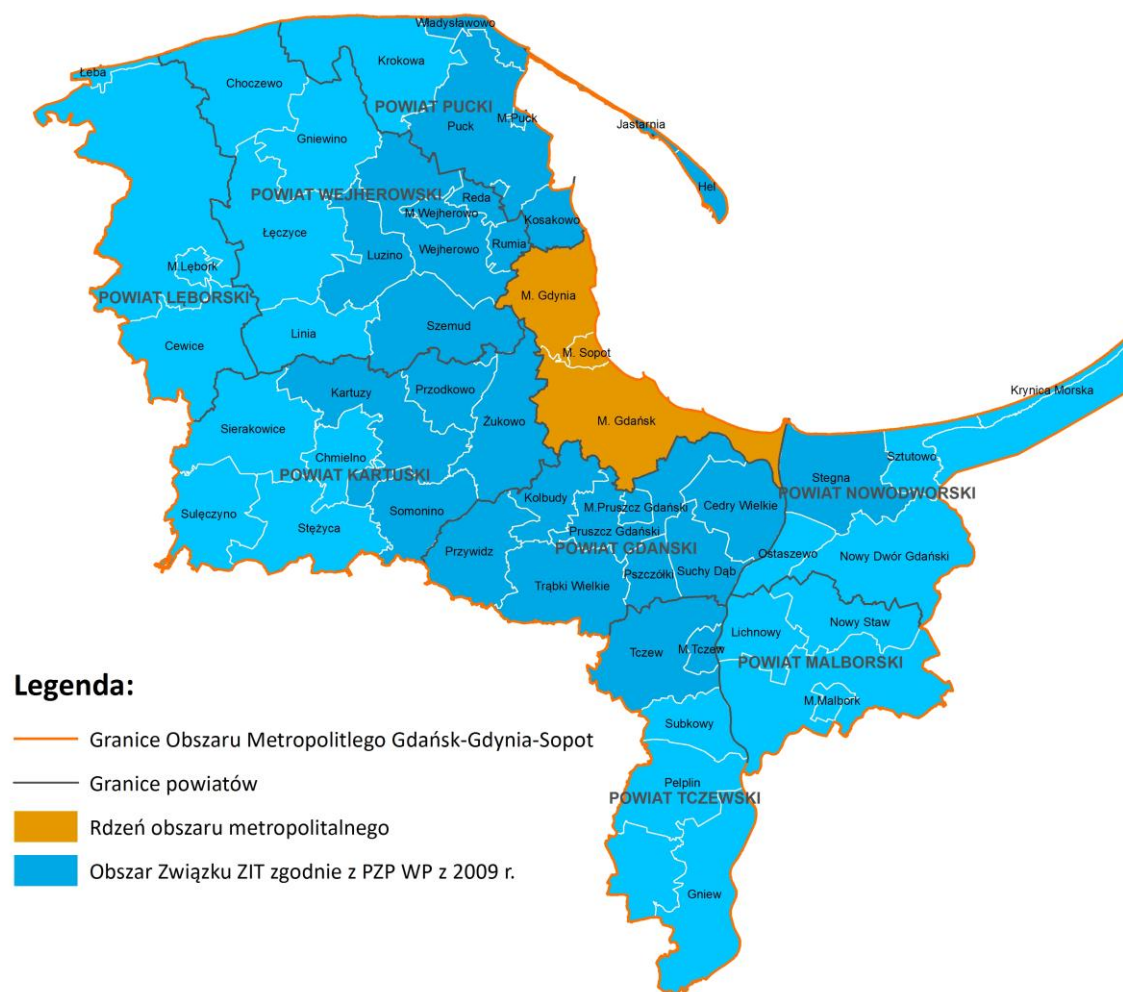 Władysławowo
Krokowa
Łeba
Choczewo
POWIAT PUCKI
M.Puck
Puck
Jastarnia
Gniewino
Hel
POWIAT WEJHEROWSKI
Reda
M.Wejherowo
Kosakowo
Łęczyce
Luzino
Wejherowo
Rumia
M.Lębork
POWIAT LĘBORSKI
M. Gdynia
Szemud
Linia
Cewice
M. Sopot
Kartuzy
Przodkowo
Krynica Morska
Sierakowice
Żukowo
M. Gdańsk
Chmielno
POWIAT KARTUSKI
Sztutowo
Stegna
POWIAT NOWODWORSKI
Kolbudy
M.Pruszcz Gdański
Cedry Wielkie
Sulęczyno
Somonino
Stężyca
Pruszcz Gdański
Przywidz
POWIAT GDAŃSKI
Ostaszewo
Nowy Dwór Gdański
Trąbki Wielkie
Pszczółki
Suchy Dąb
Lichnowy
Nowy Staw
Tczew
M.Tczew
POWIAT MALBORSKI
M.Malbork
Subkowy
Pelplin
POWIAT TCZEWSKI
Gniew
Legenda:
Granice Obszaru Metropolitlego Gdańsk-Gdynia-Sopot
Granice powiatów
Rdzeń obszaru metropolitalnego
Obszar Związku ZIT zgodnie z PZP WP z 2009 r.